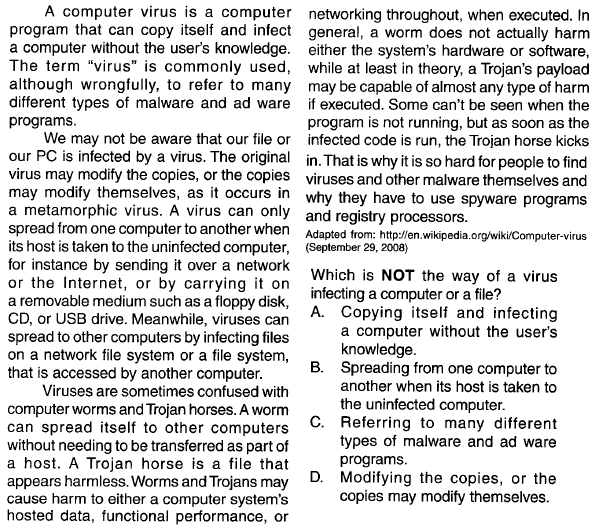 A computer virus is a computer
program that can copy itself and infect
a computer without the user's knowledge.
The term "virus" is commonly used,
although wrongfully, to refer to many
different types of malware and ad ware
programs.
We may not be aware that our file or
our PC is infected by a virus. The original
virus may modify the copies, or the copies
may modify themselves, as it occurs in
a metamorphic virus. A virus can only
spread from one computer to another when
its host is taken to the uninfected computer,
for instance by sending it over a network
or the Internet, or by carrying it on
a removable medium such as a floppy disk,
CD, or USB drive. Meanwhile, viruses can
spread to other computers by infecting files
on a network file system or a file system,
that is accessed by another computer.
Viruses are sometimes confused with
computer worms and Trojan horses. A worm
can spread itself to other computers
without needing to be transferred as part of
a host. A Trojan horse is a file that
appears harmless. Worms and Trojans may
cause harm to either a computer system's
hosted data, functional performance, or
networking throughout, when executed. In
general, a worm does not actually harm
either the system's hardware or software,
while at least in theory, a Trojan's payload
may be capable of almost any type of harm
if executed. Some can't be seen when the
program is not running, but as soon as the
infected code is run, the Trojan horse kicks
in. That is why it is so hard for people to find
viruses and other malware themselves and
why they have to use spyware programs
and registry processors.
Adapted from: http://en.wikipedia.org/wiki/Computer-virus
(September 29, 2008)
Which is NOT the way of a virus
infecting a computer or a file?
A. Copying itself and infecting
a computer without the user's
knowledge.
B. Spreading from one computer to
another when its host is taken to
the uninfected computer.
C. Referring to many different
types of malware and ad ware
programs.
D. Modifying the copies, or the
copies may modify themselves.